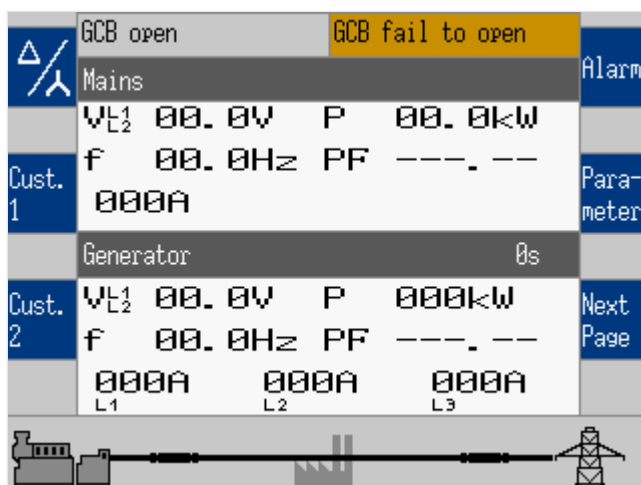 GCB open
GCB fail to open
Alarm
Mains
VL1 L2 00.0V P 00.0kW
f 00.0Hz PF ---.--
000A
Cust. 1
Para-
meter
Generator 0s
VL1 L2 00.0V P 000kW
f 00.0Hz PF ---.--
000A 000A 000A
L1 L2 L3
Cust. 2
Next
Page